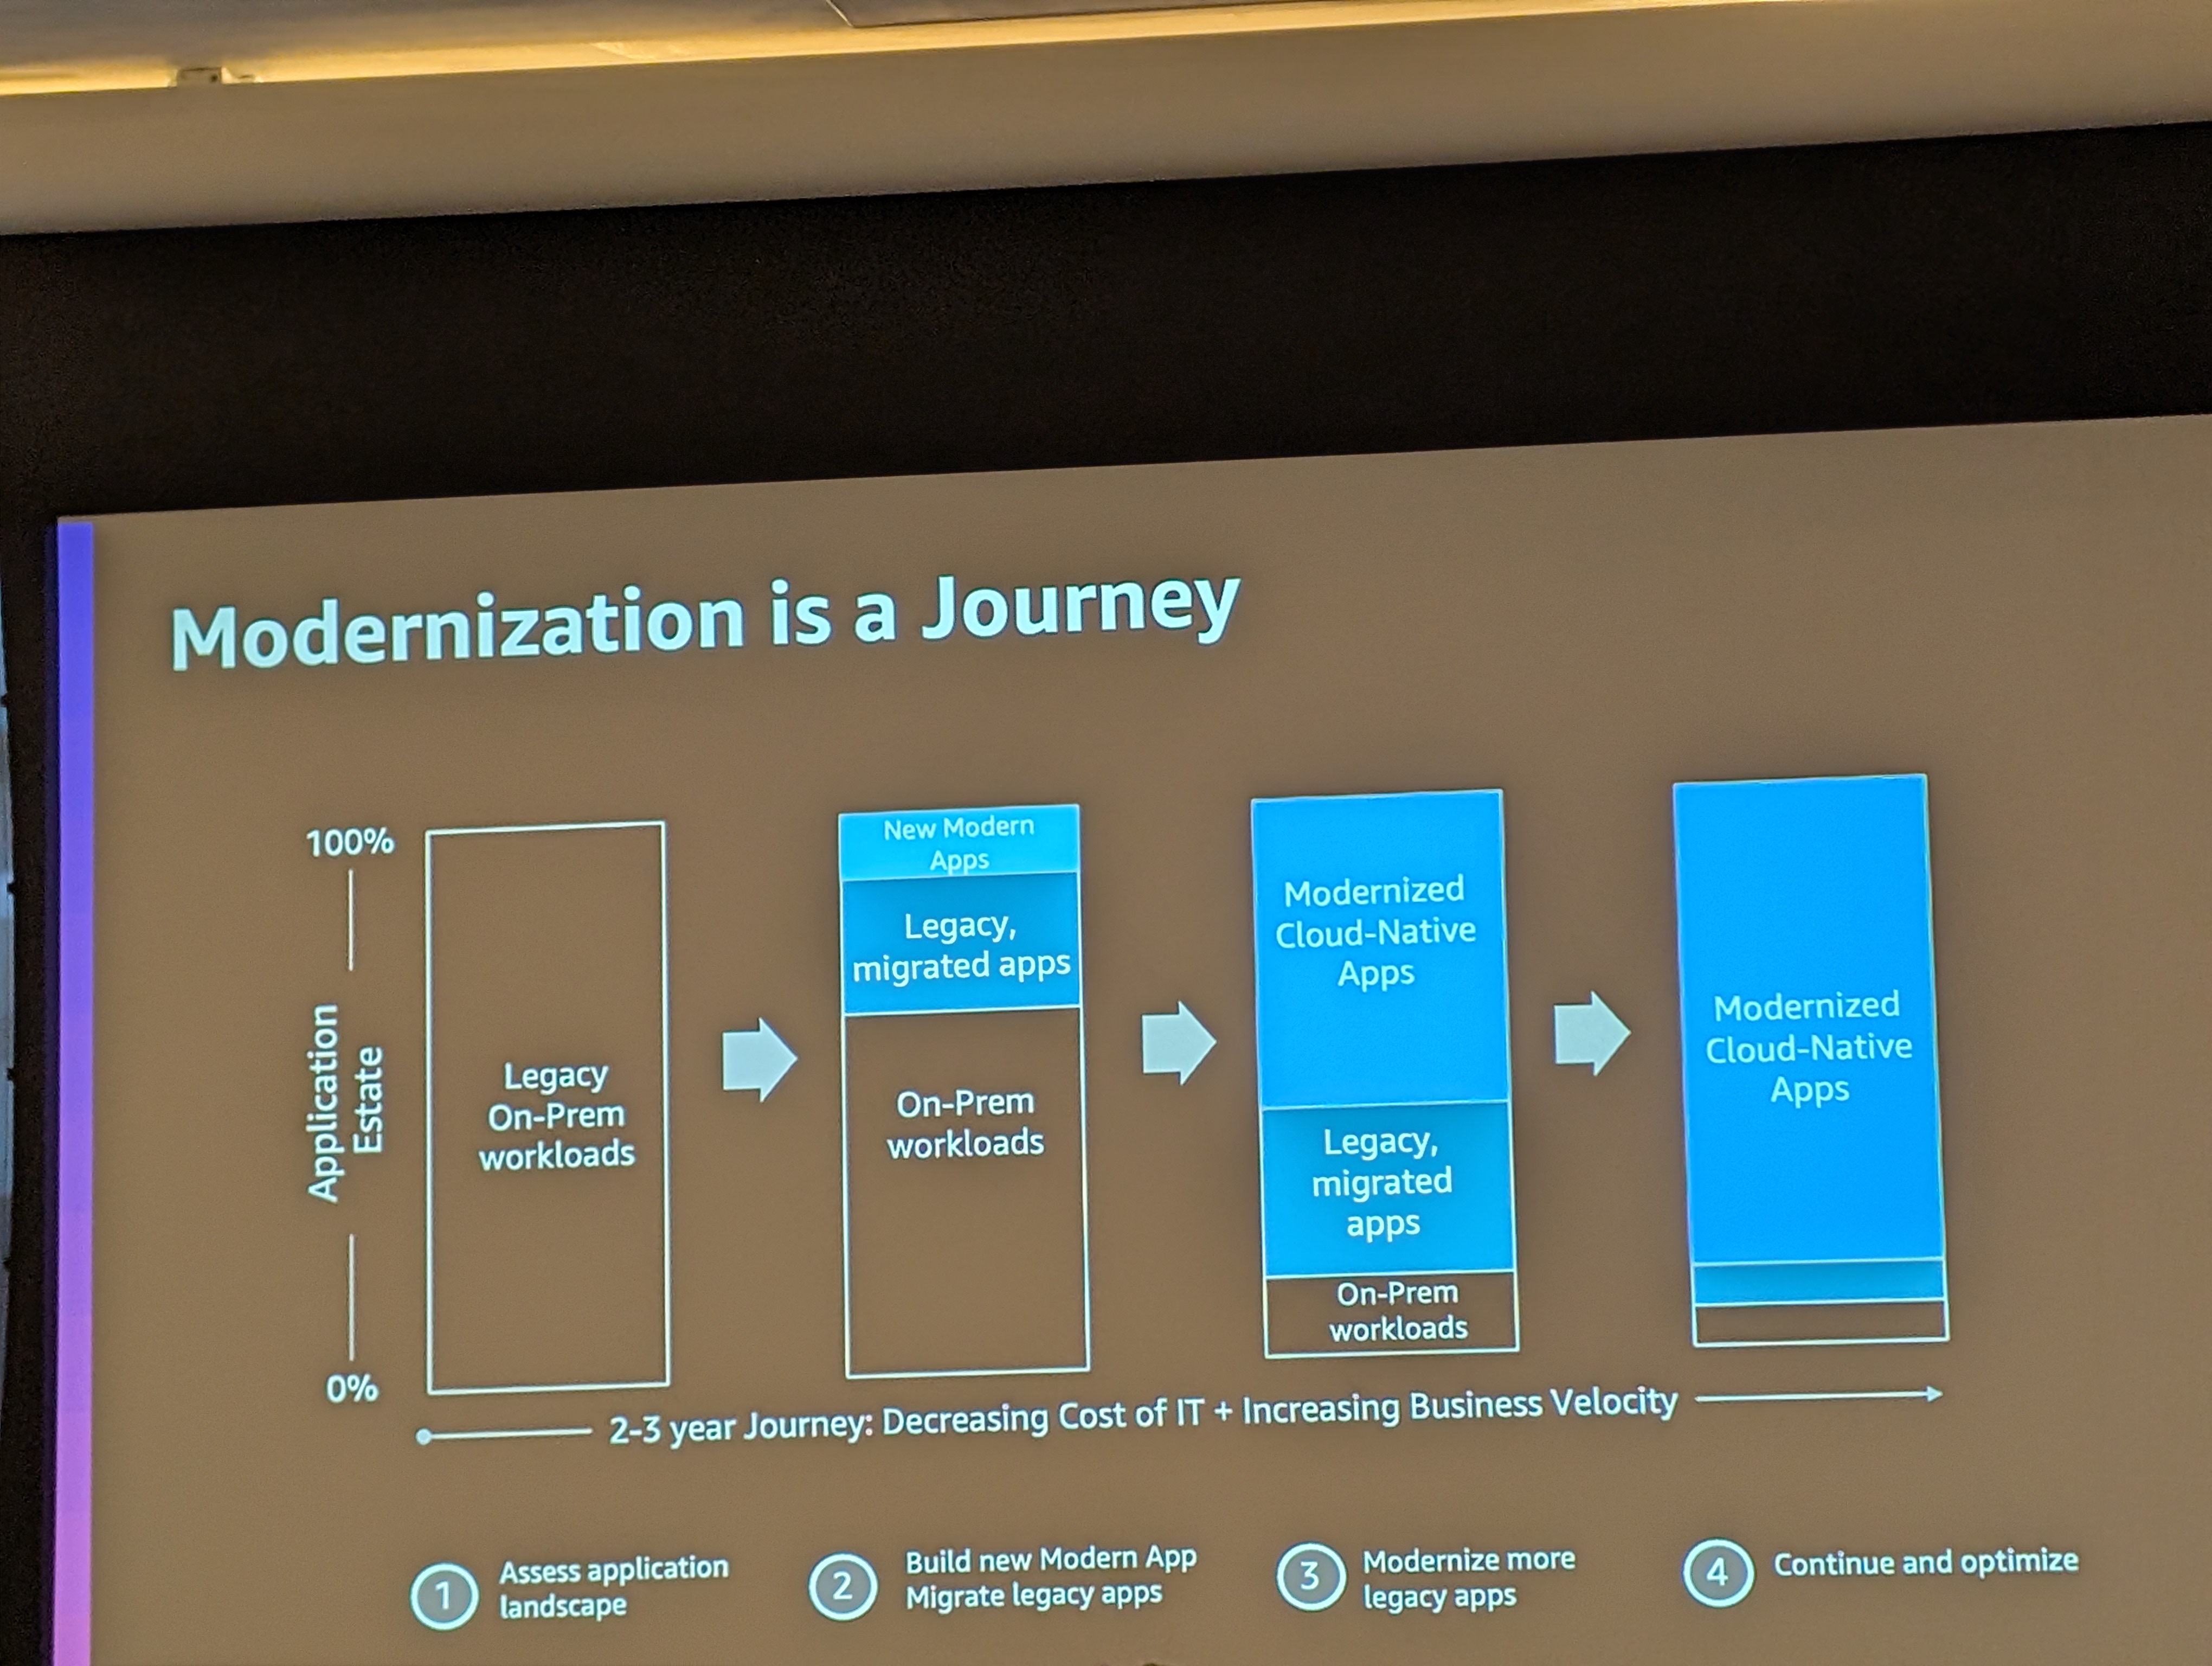 Modernization is a Journey
100%
Application
Estate
0%
Legacy
On-Prem
workloads
New Modern
Apps
Legacy,
migrated apps
On-Prem
workloads
Modernized
Cloud-Native
Apps
Legacy,
migrated
apps
On-Prem
workloads
Modernized
Cloud-Native
Apps
2-3 year Journey: Decreasing Cost of IT + Increasing Business Velocity
1
Assess application
landscape
2
Build new Modern App
Migrate legacy apps
3
Modernize more
legacy apps
4
Continue and optimize